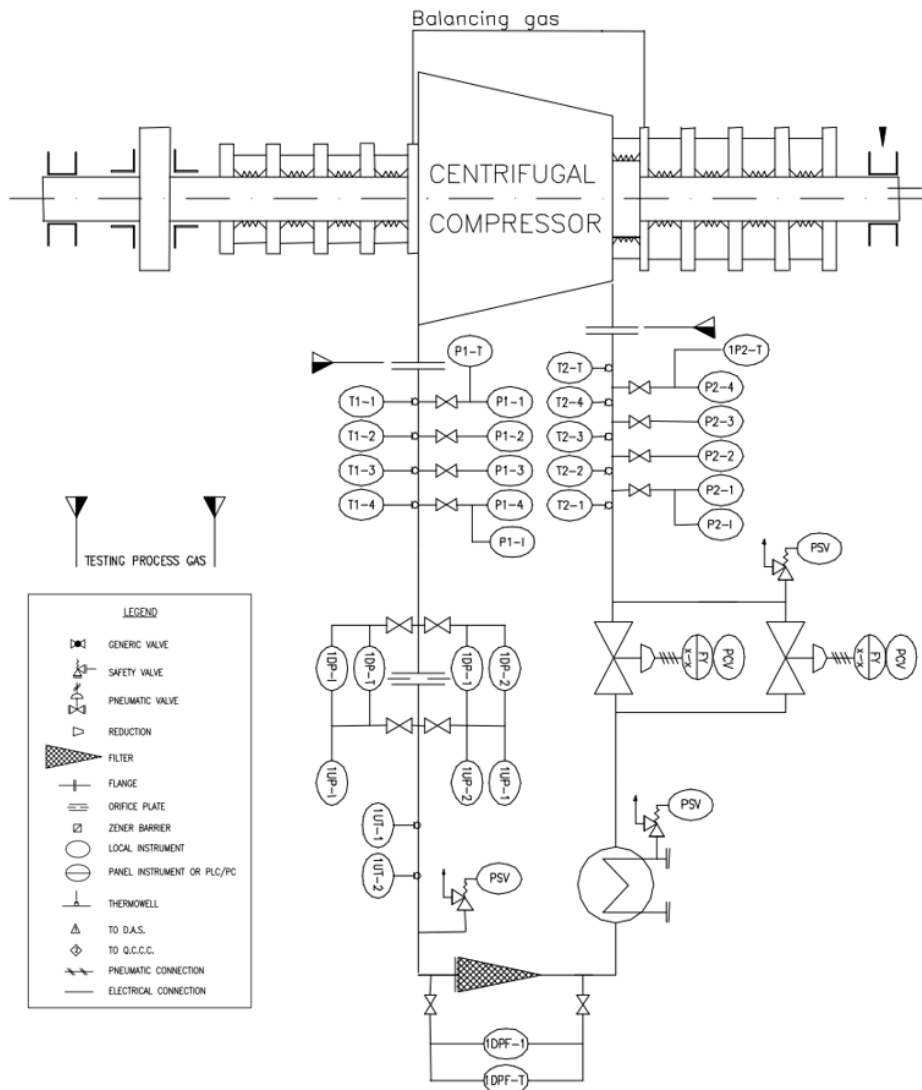 Balancing gas
CENTRIFUGAL
COMPRESSOR
P1-T
1P2-T
T2-T
P2-4
T1-1
P1-1
T2-4
P2-3
T1-2
P1-2
T2-3
P2-2
T1-3
P1-3
T2-2
P2-1
T1-4
P1-4
T2-1
P2-I
P1-I
PSV
TESTING PROCESS GAS
LEGEND
GENERIC VALVE
SAFETY VALVE
PNEUMATIC VALVE
REDUCTION
FILTER
FLANGE
ORIFICE PLATE
ZENER BARRIER
LOCAL INSTRUMENT
PANEL INSTRUMENT OR PLC/PC
THERMOWELL
TO D.A.S.
TO Q.C.C.C.
PNEUMATIC CONNECTION
ELECTRICAL CONNECTION
1DP-I
1DP-T
1DP-1
1DP-2
FY
x-x
PCV
FY
x-x
PCV
1UP-I
1UP-2
1UP-1
1UT-1
1UT-2
PSV
PSV
1DPF-1
1DPF-T